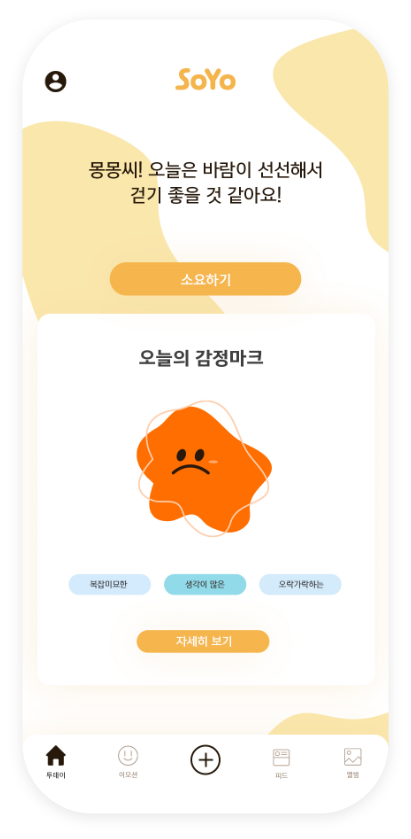 SoYo
몽몽씨! 오늘은 바람이 선선해서
걷기 좋을 것 같아요!
소요하기
오늘의 감정마크
복잡미묘한
생각이 많은
오락가락하는
자세히 보기
투데이
이모션
피드
앨범